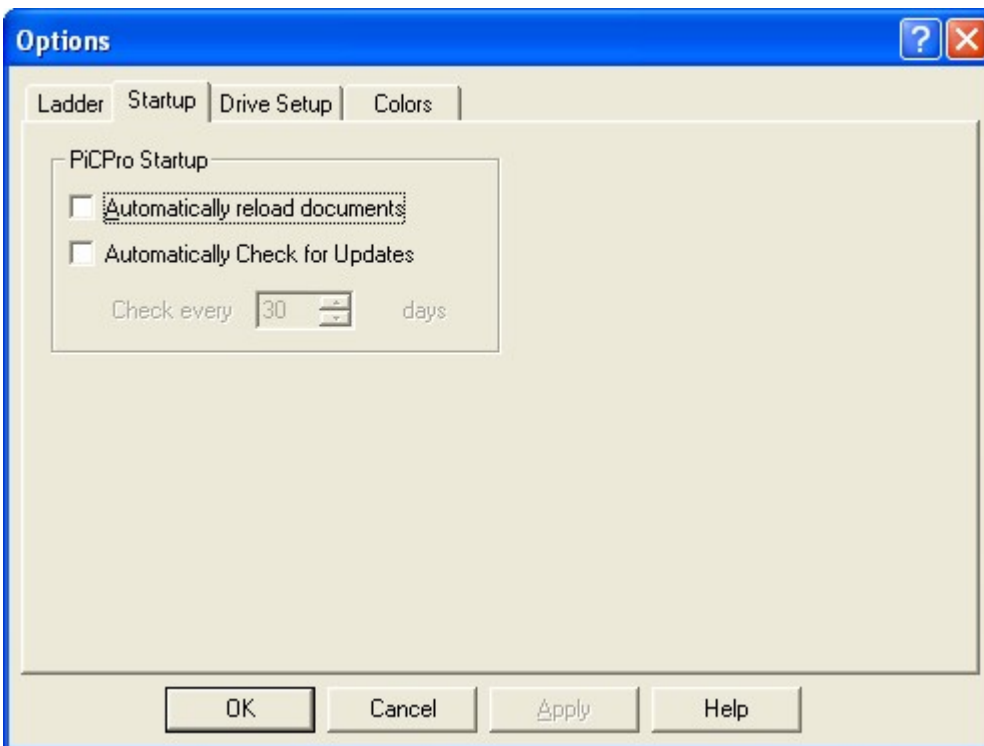 Options
Ladder Startup Drive Setup Colors
PiCPro Startup
Automatically reload documents
Automatically Check for Updates
Check every 30 days
OK Cancel Apply Help